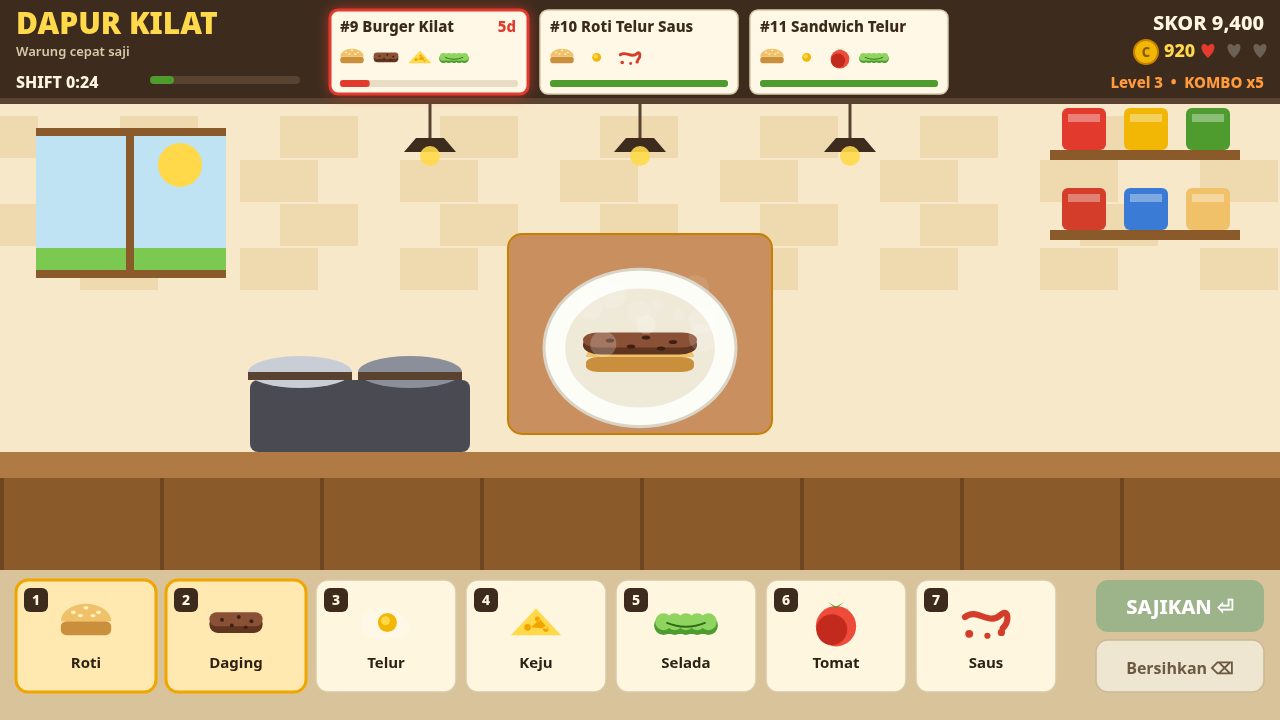 DAPUR KILAT
Warung cepat saji
SHIFT 0:24
#9 Burger Kilat 5d
#10 Roti Telur Saus
#11 Sandwich Telur
SKOR 9,400
C 920
Level 3 • KOMBO x5
1 Roti
2 Daging
3 Telur
4 Keju
5 Selada
6 Tomat
7 Saus
SAJIKAN ⏎
Bersihkan ⌫